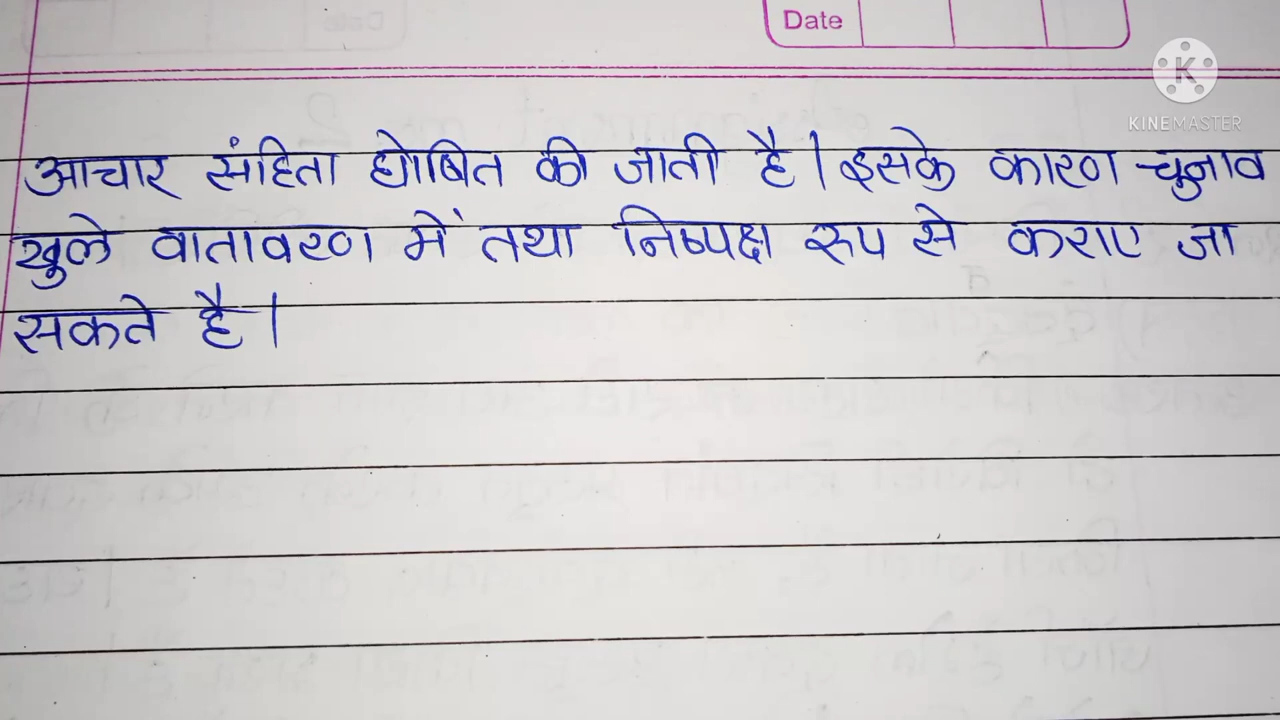 Date
KINEMASTER
आचार संहिता घोषित की जाती है। इसके कारण चुनाव
खुले वातावरण में तथा निष्पक्ष रूप से कराए जा
सकते है।